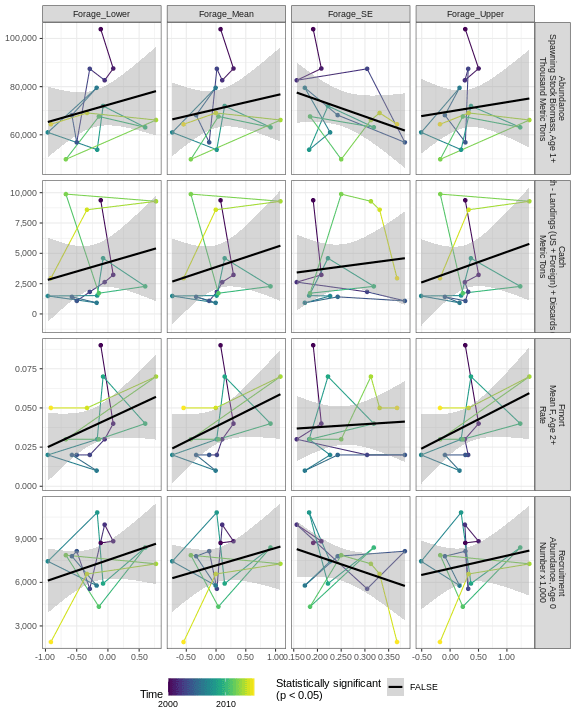 Forage_Lower Forage_Mean Forage_SE Forage_Upper
100,000
80,000
60,000
Abundance
Spawning Stock Biomass, Age 1+
Thousand Metric Tons
10,000
7,500
5,000
2,500
0
Catch
h - Landings (US + Foreign) + Discards
Metric Tons
0.075
0.050
0.025
0.000
Fmort
Mean F, Age 2+
Rate
9,000
6,000
3,000
Recruitment
Abundance, Age 0
Number x 1,000
-1.00 -0.50 0.00 0.50 -0.50 0.00 0.50 1.00 0.150 0.200 0.250 0.300 0.350 -0.50 0.00 0.50 1.00
Time
2000 2010
Statistically significant
(p < 0.05)
FALSE